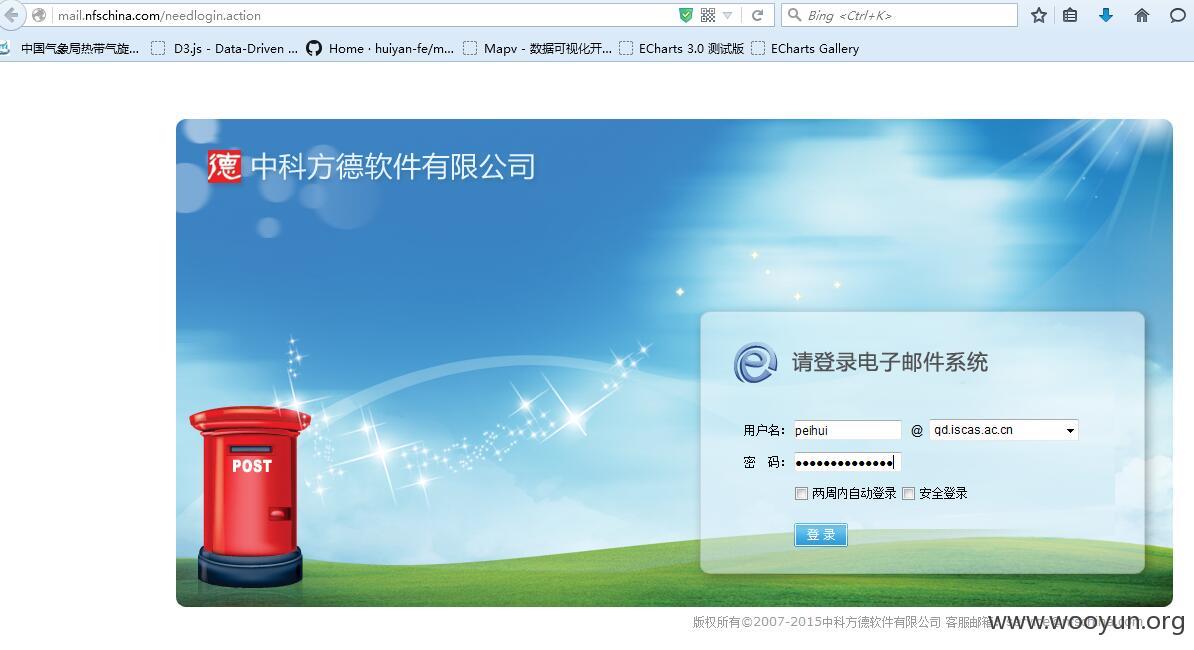 mail.nfschina.com/needlogin.action
Bing <Ctrl+K>
中国气象局热带气旋... D3.js - Data-Driven ... Home · huiyan-fe/m... Mapv - 数据可视化开... ECharts 3.0 测试版 ECharts Gallery
德 中科方德软件有限公司
请登录电子邮件系统
用户名: peihui @ qd.iscas.ac.cn
密 码: ●●●●●●●●●●●●●●
两周内自动登录 安全登录
登 录
POST
版权所有©2007-2015中科方德软件有限公司 客服邮箱
www.wooyun.org